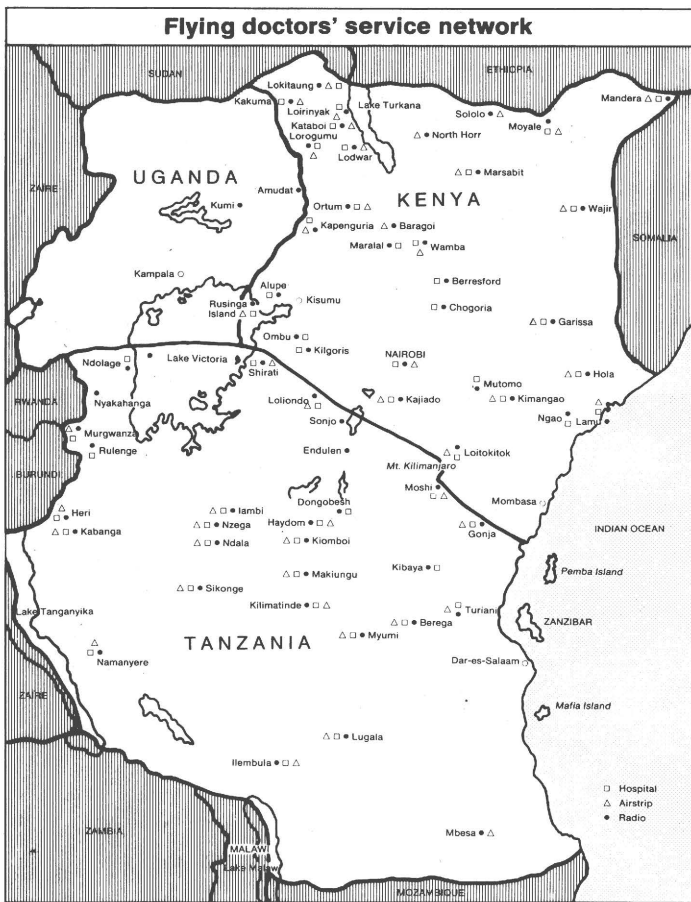 Flying doctors' service network
SUDAN
ETHIOPIA
Lokitaung
Mandera
Kakuma
Lake Turkana
Loirinyak
Sololo
Kataboi
Moyale
Lorogumu
North Horr
Lodwar
ZAÏRE
UGANDA
Marsabit
Amudat
KENYA
Kumi
Ortum
Wajir
Kapenguria
Baragoi
SOMALIA
Maralal
Wamba
Kampala
Berresford
Alupe
Rusinga
Island
Kisumu
Chogoria
Garissa
Ombu
Kilgoris
Ndolage
Lake Victoria
NAIROBI
Shirati
Hola
RWANDA
Nyakahanga
Mutomo
Loliondo
Kajiado
Kimangao
Ngao
Lamu
Sonjo
Murgwanza
Rulenge
Endulen
Loitokitok
Mt. Kilimanjaro
BURUNDI
Moshi
Dongobesh
Mombasa
Heri
Iambi
Haydom
Nzega
Gonja
INDIAN OCEAN
Kabanga
Ndala
Kiomboi
Makiungu
Kibaya
Pemba Island
Sikonge
Lake Tanganyika
Kilimatinde
Turiani
Berega
ZANZIBAR
TANZANIA
Myumi
Namanyere
Dar-es-Salaam
ZAÏRE
Mafia Island
Lugala
Ilembula
Hospital
Airstrip
Radio
ZAMBIA
Mbesa
MALAWI
Lake Malawi
MOZAMBIQUE